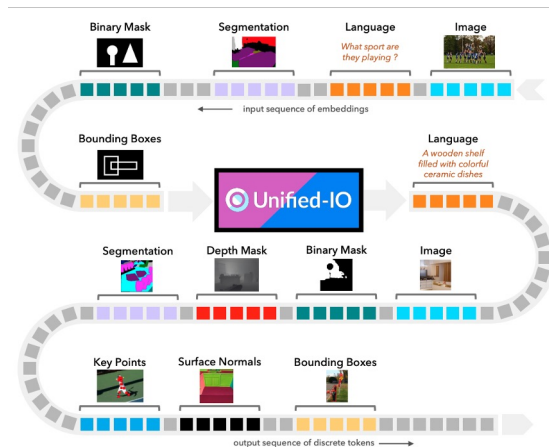 Binary Mask
Segmentation
Language
Image
What sport are
they playing ?
input sequence of embeddings
Bounding Boxes
Unified-IO
Language
A wooden shelf
filled with colorful
ceramic dishes
Segmentation
Depth Mask
Binary Mask
Image
Key Points
Surface Normals
Bounding Boxes
output sequence of discrete tokens